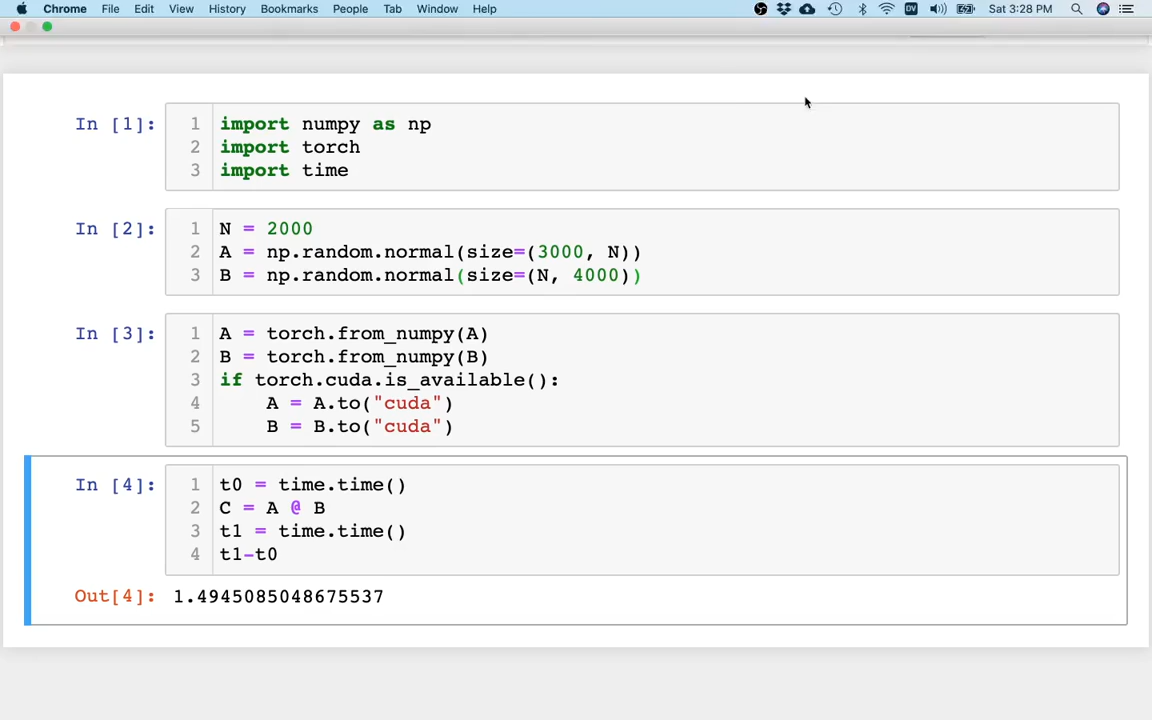 Chrome File Edit View History Bookmarks People Tab Window Help DV Sat 3:28 PM
In [1]:
1 import numpy as np
2 import torch
3 import time
In [2]:
1 N = 2000
2 A = np.random.normal(size=(3000, N))
3 B = np.random.normal(size=(N, 4000))
In [3]:
1 A = torch.from_numpy(A)
2 B = torch.from_numpy(B)
3 if torch.cuda.is_available():
4     A = A.to("cuda")
5     B = B.to("cuda")
In [4]:
1 t0 = time.time()
2 C = A @ B
3 t1 = time.time()
4 t1-t0
Out[4]: 1.4945085048675537